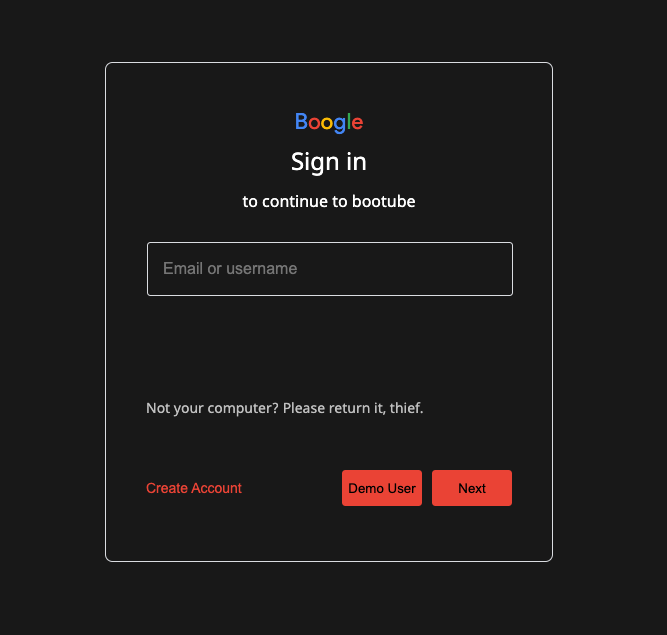 Boogle
Sign in
to continue to bootube
Email or username
Not your computer? Please return it, thief.
Create Account
Demo User
Next